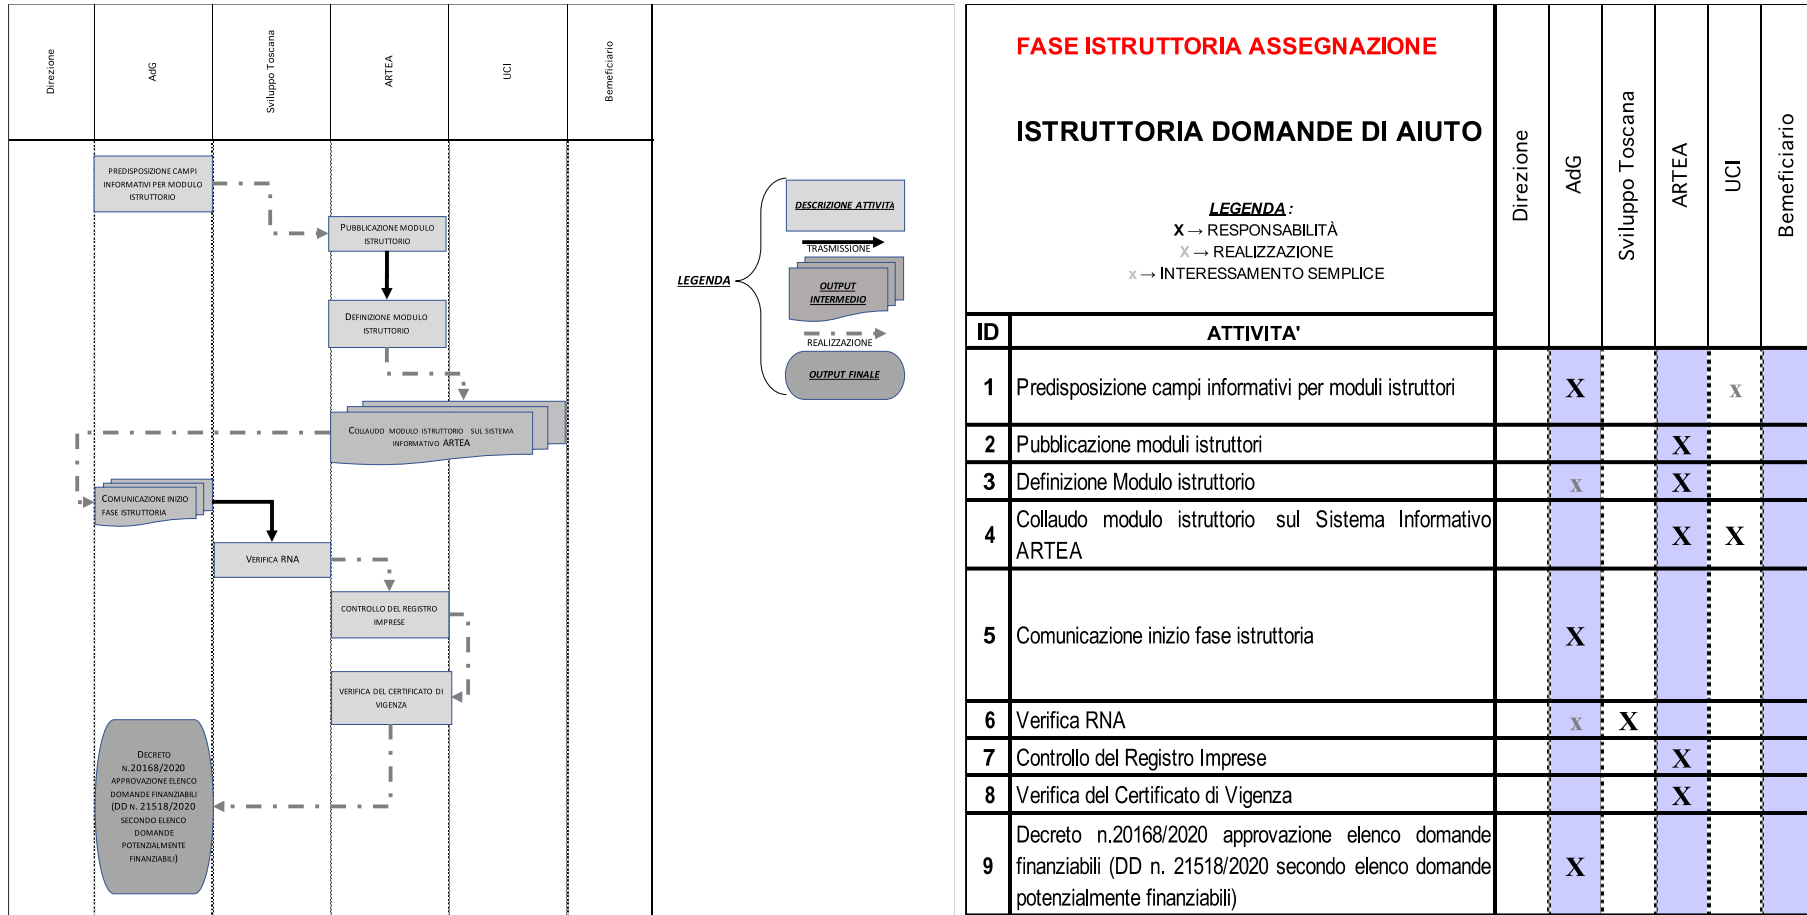 Direzione
AdG
Sviluppo Toscana
ARTEA
UCI
Bemeficiario
PREDISPOSIZIONE CAMPI
INFORMATIVI PER MODULO
ISTRUTTORIO
PUBBLICAZIONE MODULO
ISTRUTTORIO
DEFINIZIONE MODULO
ISTRUTTORIO
COLLAUDO MODULO ISTRUTTORIO SUL SISTEMA
INFORMATIVO ARTEA
COMUNICAZIONE INIZIO
FASE ISTRUTTORIA
VERIFICA RNA
CONTROLLO DEL REGISTRO
IMPRESE
VERIFICA DEL CERTIFICATO DI
VIGENZA
DECRETO
N.20168/2020
APPROVAZIONE ELENCO
DOMANDE FINANZIABILI
(DD N. 21518/2020
SECONDO ELENCO
DOMANDE
POTENZIALMENTE
FINANZIABILI)
LEGENDA
DESCRIZIONE ATTIVITÀ
TRASMISSIONE
OUTPUT
INTERMEDIO
REALIZZAZIONE
OUTPUT FINALE
FASE ISTRUTTORIA ASSEGNAZIONE
ISTRUTTORIA DOMANDE DI AIUTO
LEGENDA :
X → RESPONSABILITÀ
X → REALIZZAZIONE
x → INTERESSAMENTO SEMPLICE
Direzione
AdG
Sviluppo Toscana
ARTEA
UCI
Bemeficiario
ID ATTIVITA'
1 Predisposizione campi informativi per moduli istruttori X x
2 Pubblicazione moduli istruttori X
3 Definizione Modulo istruttorio x X
4 Collaudo modulo istruttorio sul Sistema Informativo
ARTEA X X
5 Comunicazione inizio fase istruttoria X
6 Verifica RNA x X
7 Controllo del Registro Imprese X
8 Verifica del Certificato di Vigenza X
Decreto n.20168/2020 approvazione elenco domande
9 finanziabili (DD n. 21518/2020 secondo elenco domande X
potenzialmente finanziabili)